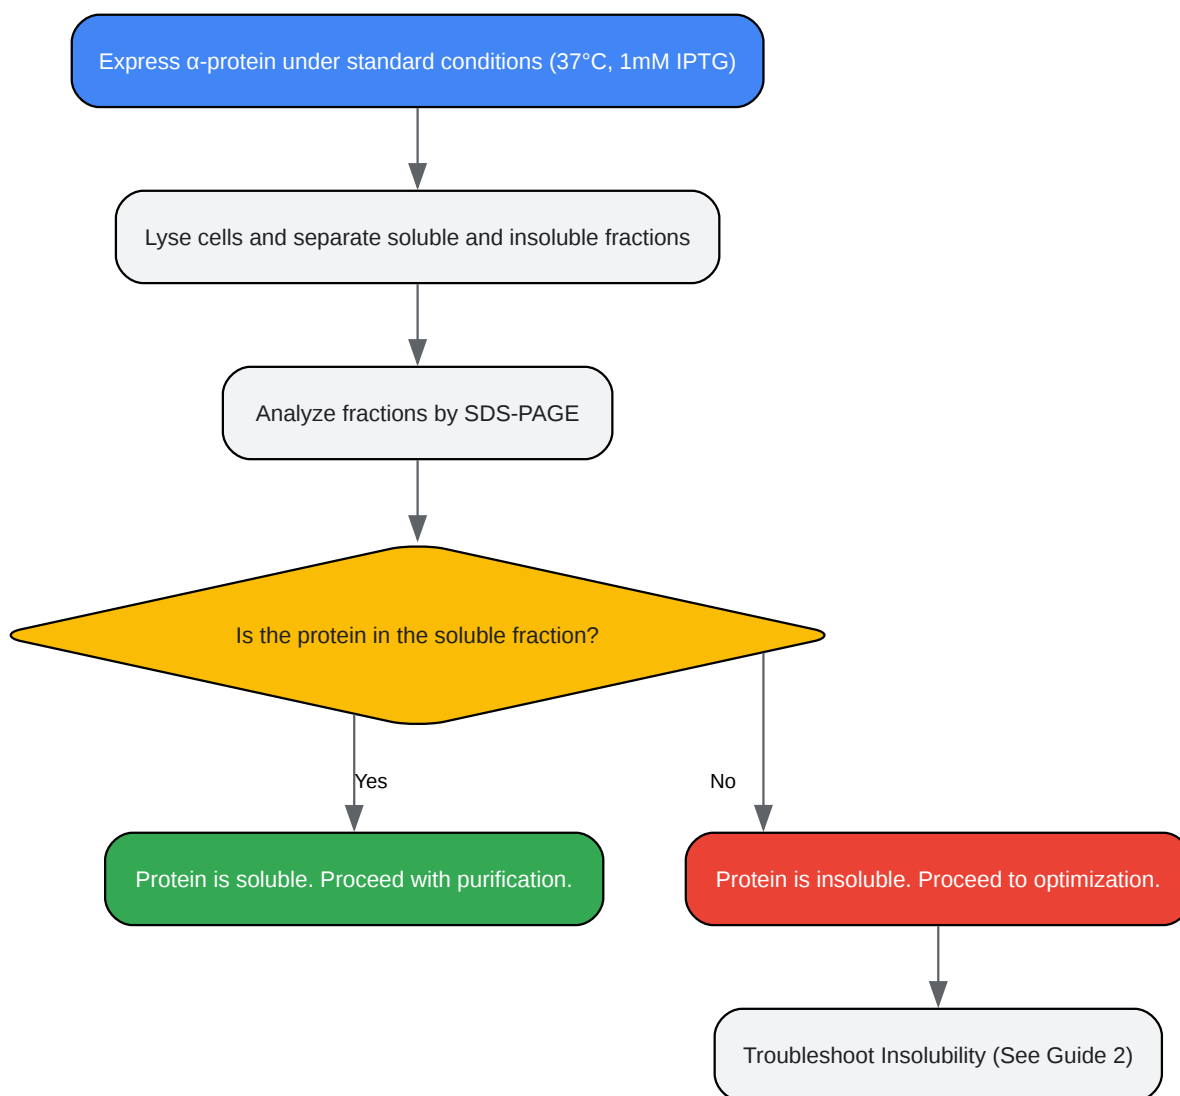 Express α-protein under standard conditions (37°C, 1mM IPTG)
Lyse cells and separate soluble and insoluble fractions
Analyze fractions by SDS-PAGE
Is the protein in the soluble fraction?
Yes
No
Protein is soluble. Proceed with purification.
Protein is insoluble. Proceed to optimization.
Troubleshoot Insolubility (See Guide 2)